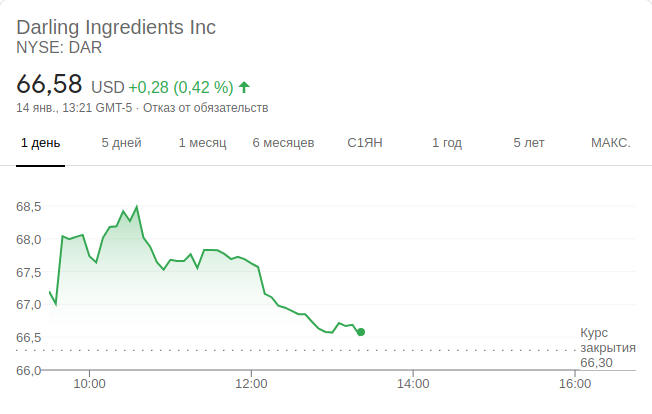 Darling Ingredients Inc
NYSE: DAR
66,58 USD +0,28 (0,42 %)
14 янв., 13:21 GMT-5 · Отказ от обязательств
1 день 5 дней 1 месяц 6 месяцев С1ЯН 1 год 5 лет МАКС.
68,5
68,0
67,5
67,0
66,5
66,0
Курс
закрытия
66,30
10:00 12:00 14:00 16:00